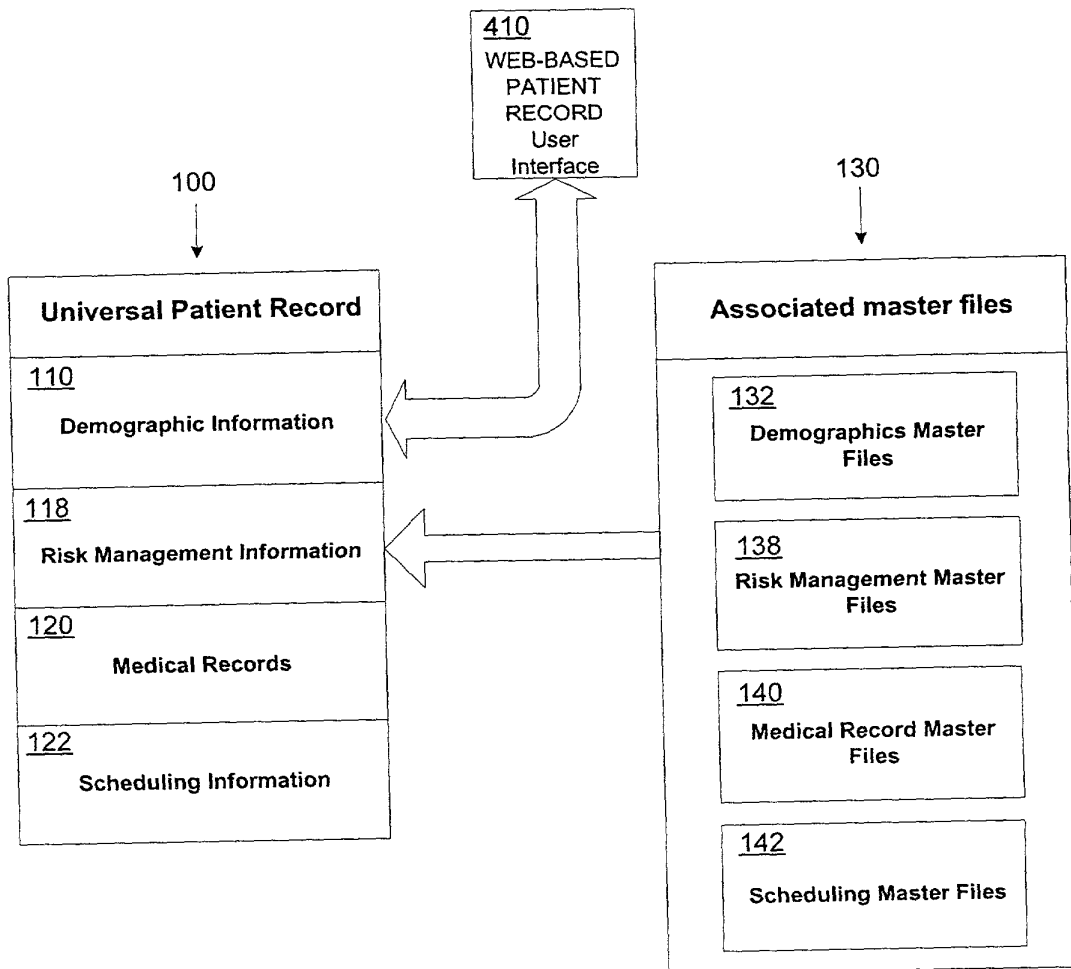 410
WEB-BASED
PATIENT
RECORD
User
Interface
100
130
Universal Patient Record
110
Demographic Information
118
Risk Management Information
120
Medical Records
122
Scheduling Information
Associated master files
132
Demographics Master
Files
138
Risk Management Master
Files
140
Medical Record Master
Files
142
Scheduling Master Files